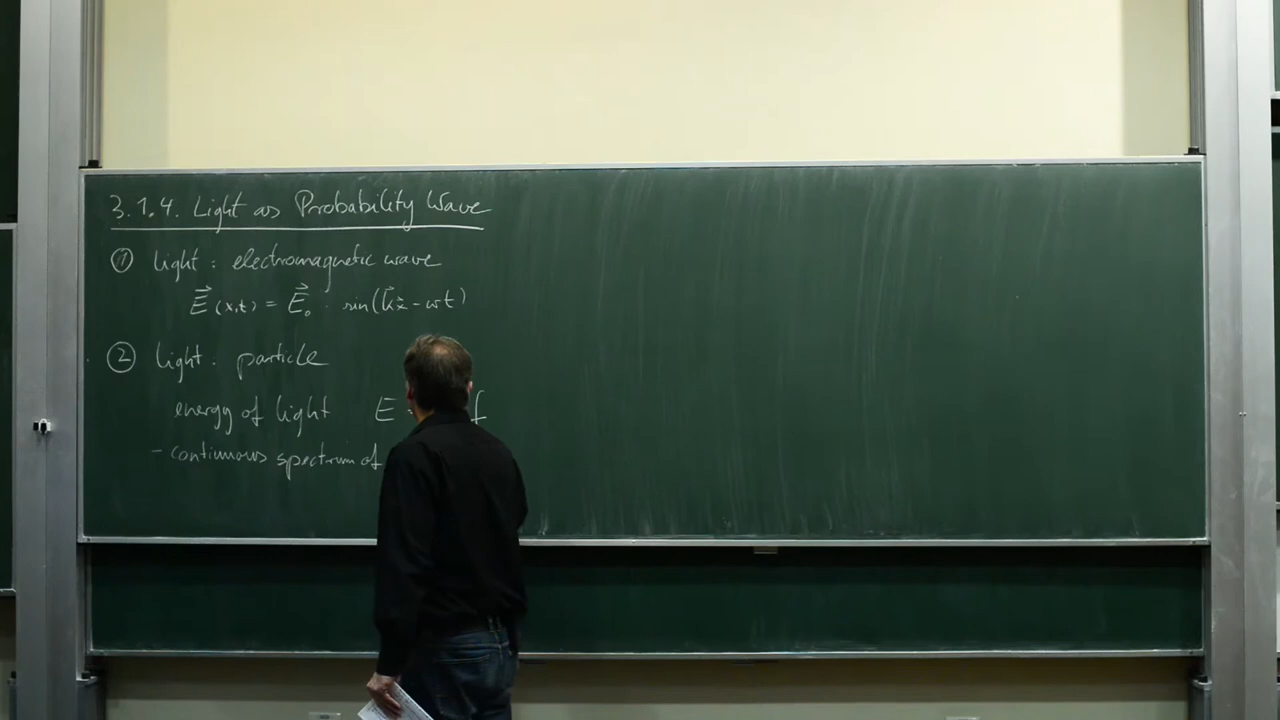 3.1.4. Light as Probability Wave
① light : electromagnetic wave
E⃗(x,t) = E⃗₀ · sin(k⃗x⃗ - ωt)
② light : particle
energy of light E f
- continuous spectrum of